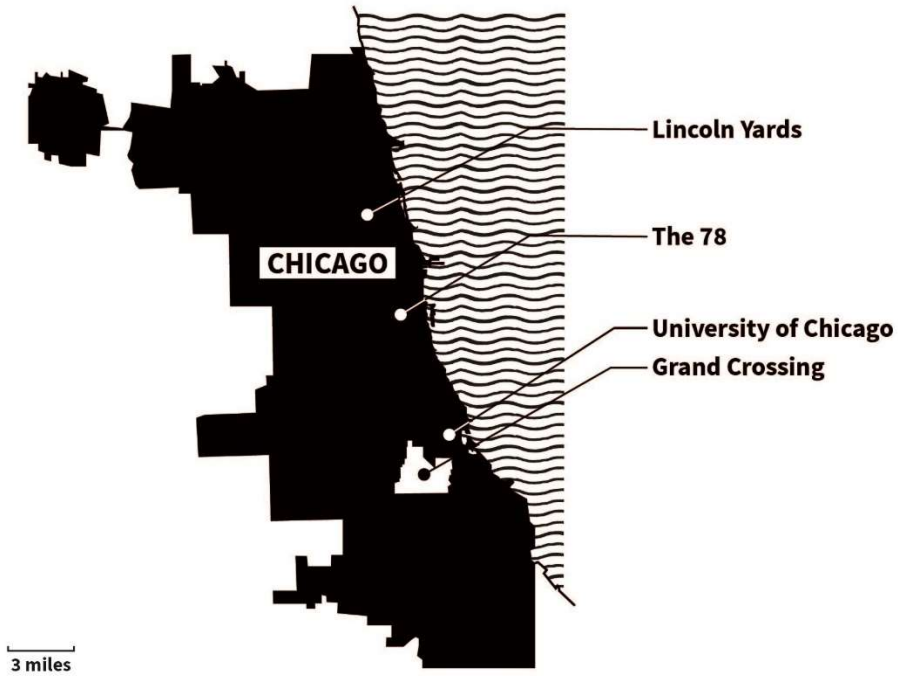 Lincoln Yards
The 78
CHICAGO
University of Chicago
Grand Crossing
3 miles